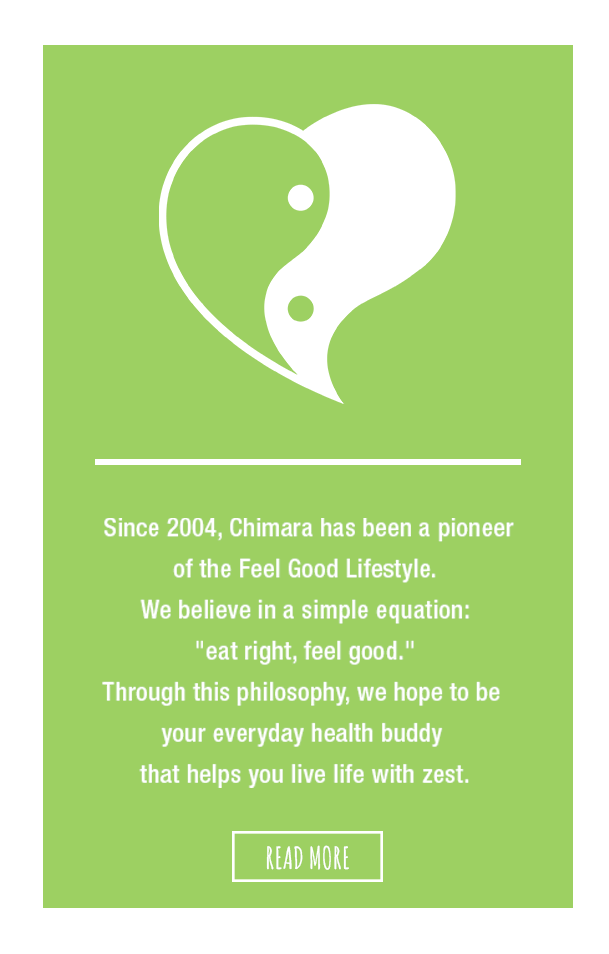 Since 2004, Chimara has been a pioneer
of the Feel Good Lifestyle.
We believe in a simple equation:
"eat right, feel good."
Through this philosophy, we hope to be
your everyday health buddy
that helps you live life with zest.
READ MORE